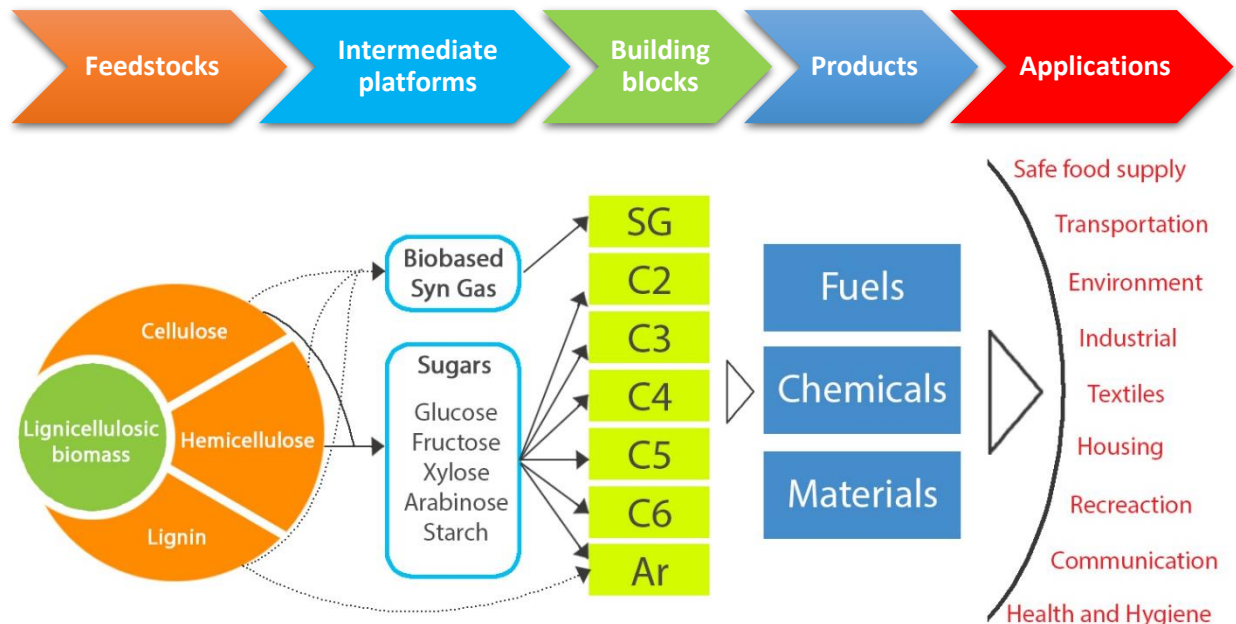 Feedstocks
Intermediate
platforms
Building
blocks
Products
Applications
Cellulose
Lignicellulosic
biomass
Hemicellulose
Lignin
Biobased
Syn Gas
Sugars
Glucose
Fructose
Xylose
Arabinose
Starch
SG
C2
C3
C4
C5
C6
Ar
Fuels
Chemicals
Materials
Safe food supply
Transportation
Environment
Industrial
Textiles
Housing
Recreaction
Communication
Health and Hygiene